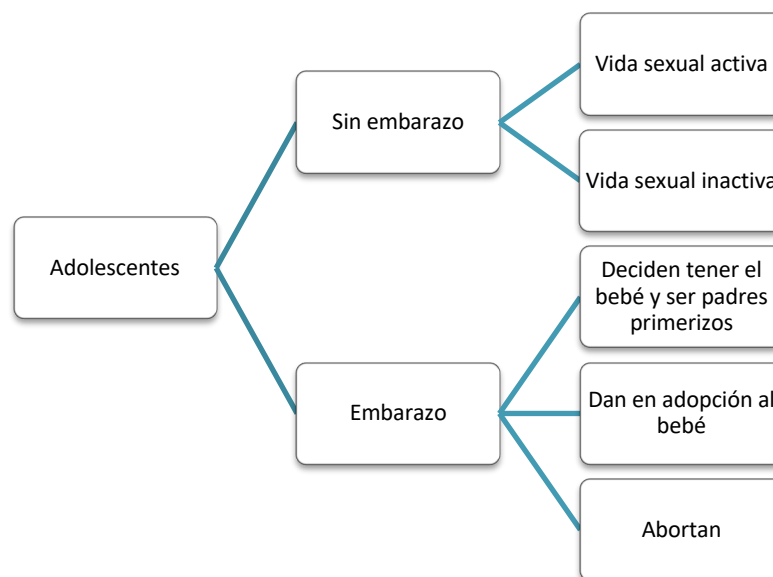 Vida sexual activa
Sin embarazo
Vida sexual inactiva
Adolescentes
Deciden tener el
bebé y ser padres
primerizos
Embarazo
Dan en adopción al
bebé
Abortan